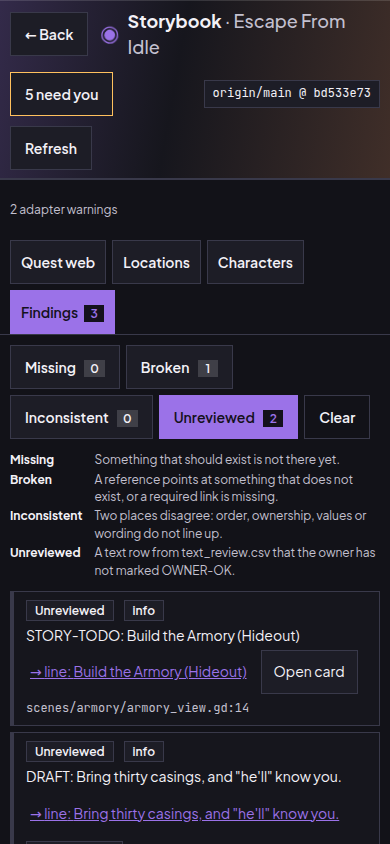 ← Back
Storybook · Escape From
Idle
5 need you
origin/main @ bd533e73
Refresh
2 adapter warnings
Quest web
Locations
Characters
Findings 3
Missing 0
Broken 1
Inconsistent 0
Unreviewed 2
Clear
Missing Something that should exist is not there yet.
Broken A reference points at something that does not
exist, or a required link is missing.
Inconsistent Two places disagree: order, ownership, values or
wording do not line up.
Unreviewed A text row from text_review.csv that the owner has
not marked OWNER-OK.
Unreviewed Info
STORY-TODO: Build the Armory (Hideout)
→ line: Build the Armory (Hideout)
Open card
scenes/armory/armory_view.gd:14
Unreviewed Info
DRAFT: Bring thirty casings, and "he'll" know you.
→ line: Bring thirty casings, and "he'll" know you.